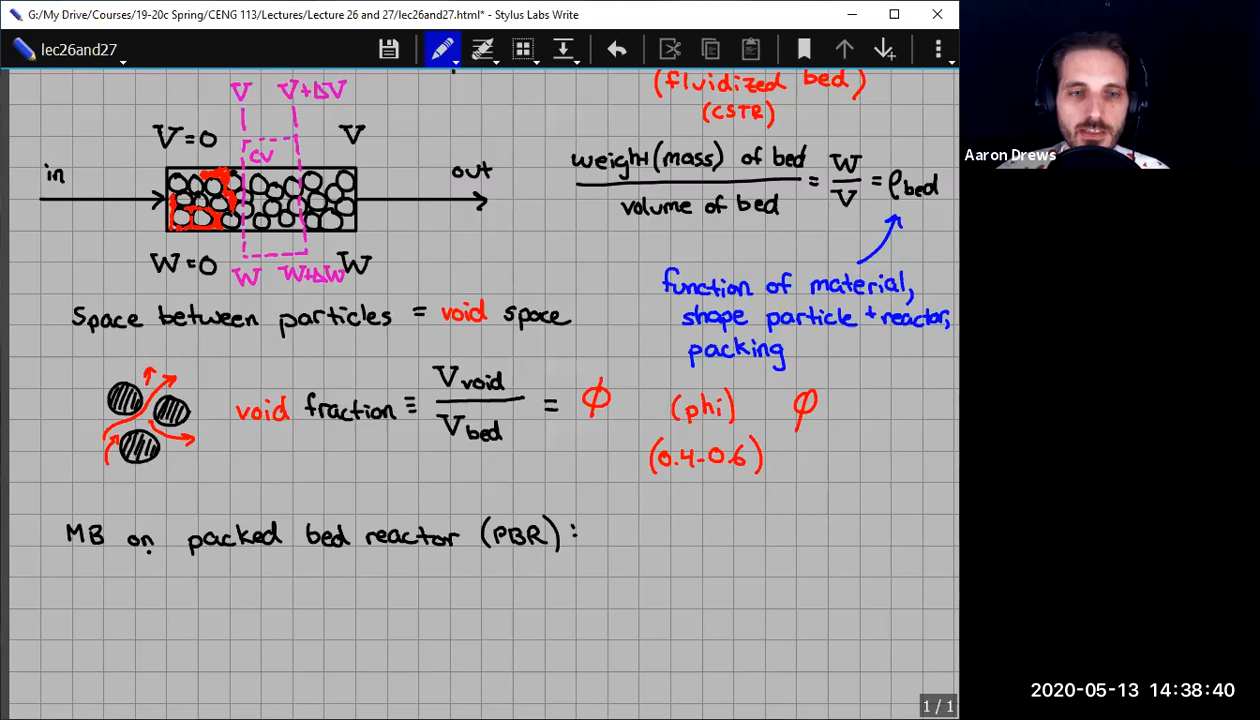 G:/My Drive/Courses/19-20c Spring/CENG 113/Lectures/Lecture 26 and 27/lec26and27.html* - Stylus Labs Write
lec26and27
V V+ΔV
(fluidized bed)
(CSTR)
V=0 V
CV
in out
weight (mass) of bed
volume of bed
= W/V = ρbed
W=0 W W+ΔW W
function of material,
shape particle + reactor,
packing
Space between particles = void space
void fraction ≡ Vvoid/Vbed = ϕ (phi) φ
(0.4-0.6)
MB on packed bed reactor (PBR):
1 / 1
Aaron Drews
2020-05-13 14:38:40